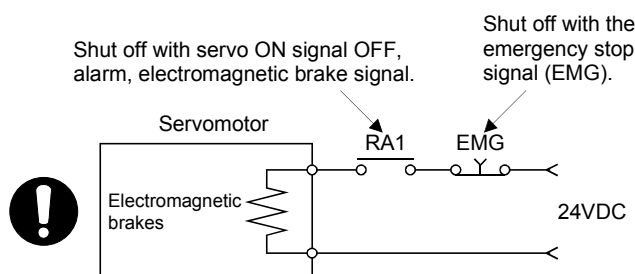 Shut off with servo ON signal OFF,
alarm, electromagnetic brake signal.
Shut off with the
emergency stop
signal (EMG).
Servomotor
RA1
EMG
Electromagnetic
brakes
24VDC